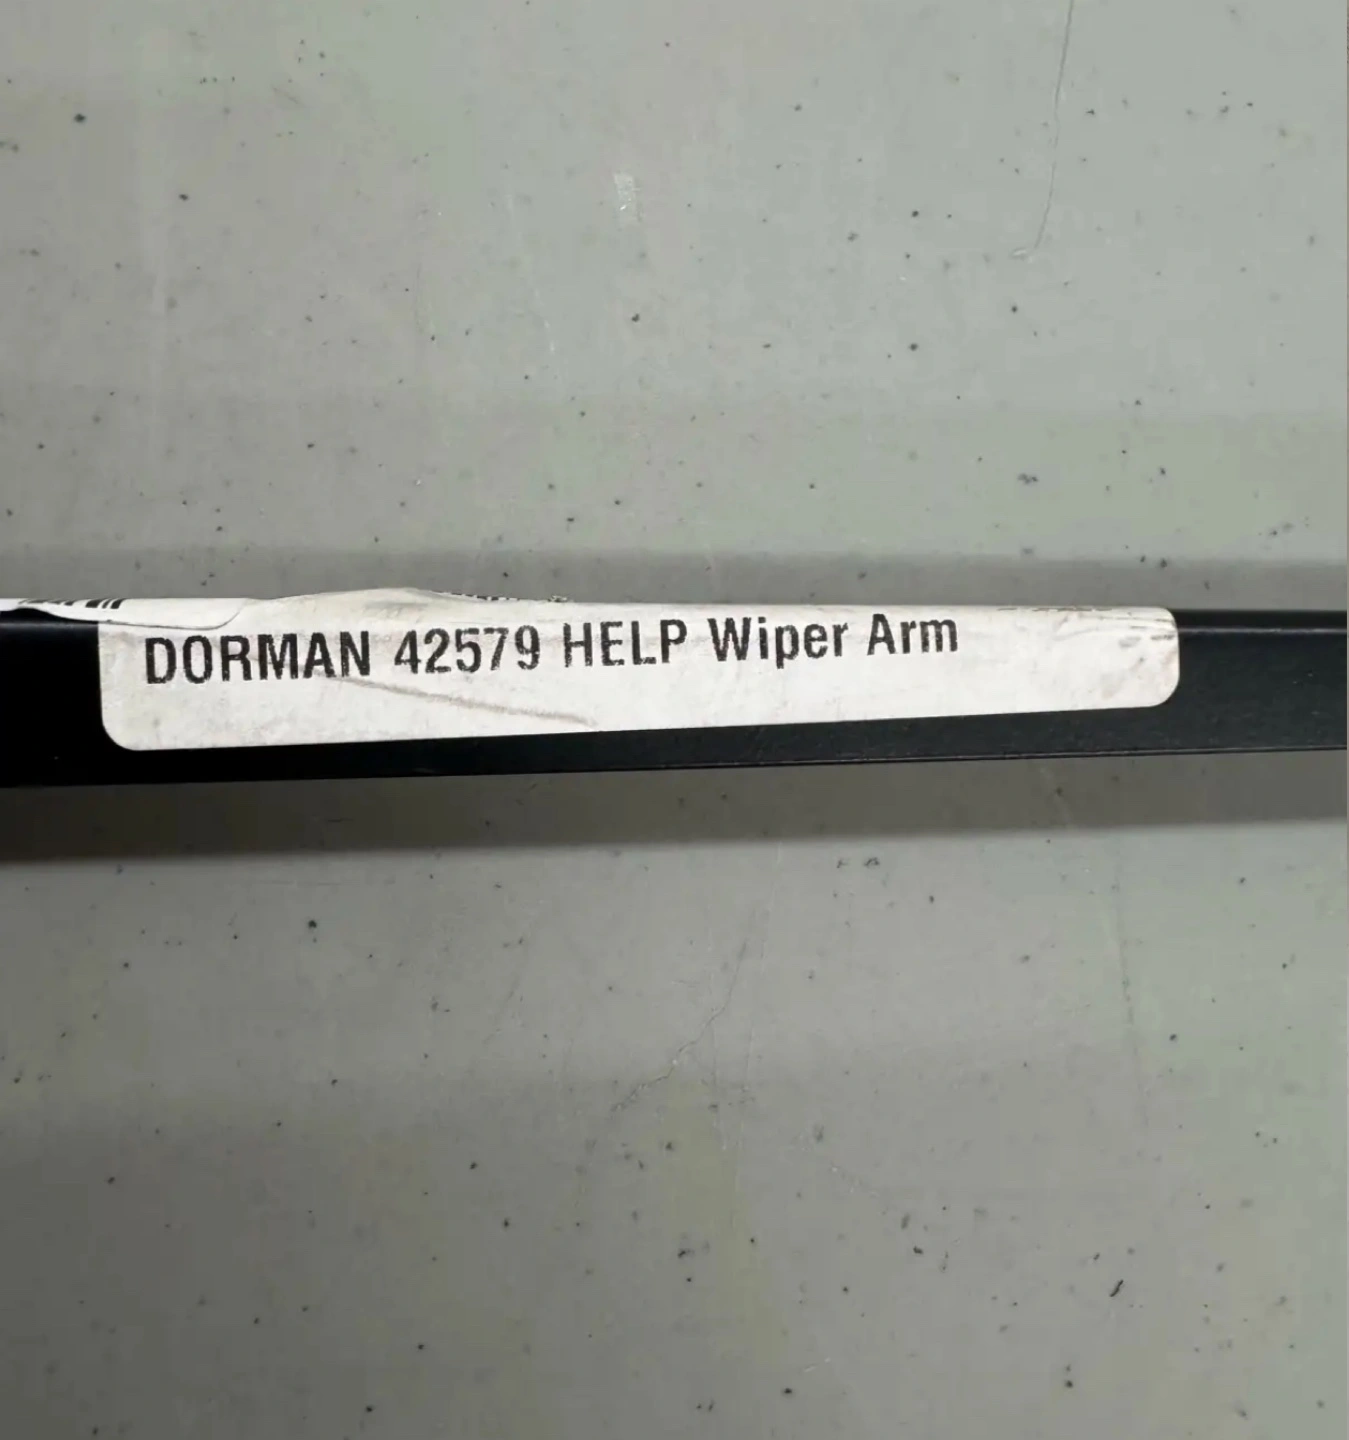 DORMAN 42579 HELP Wiper Arm